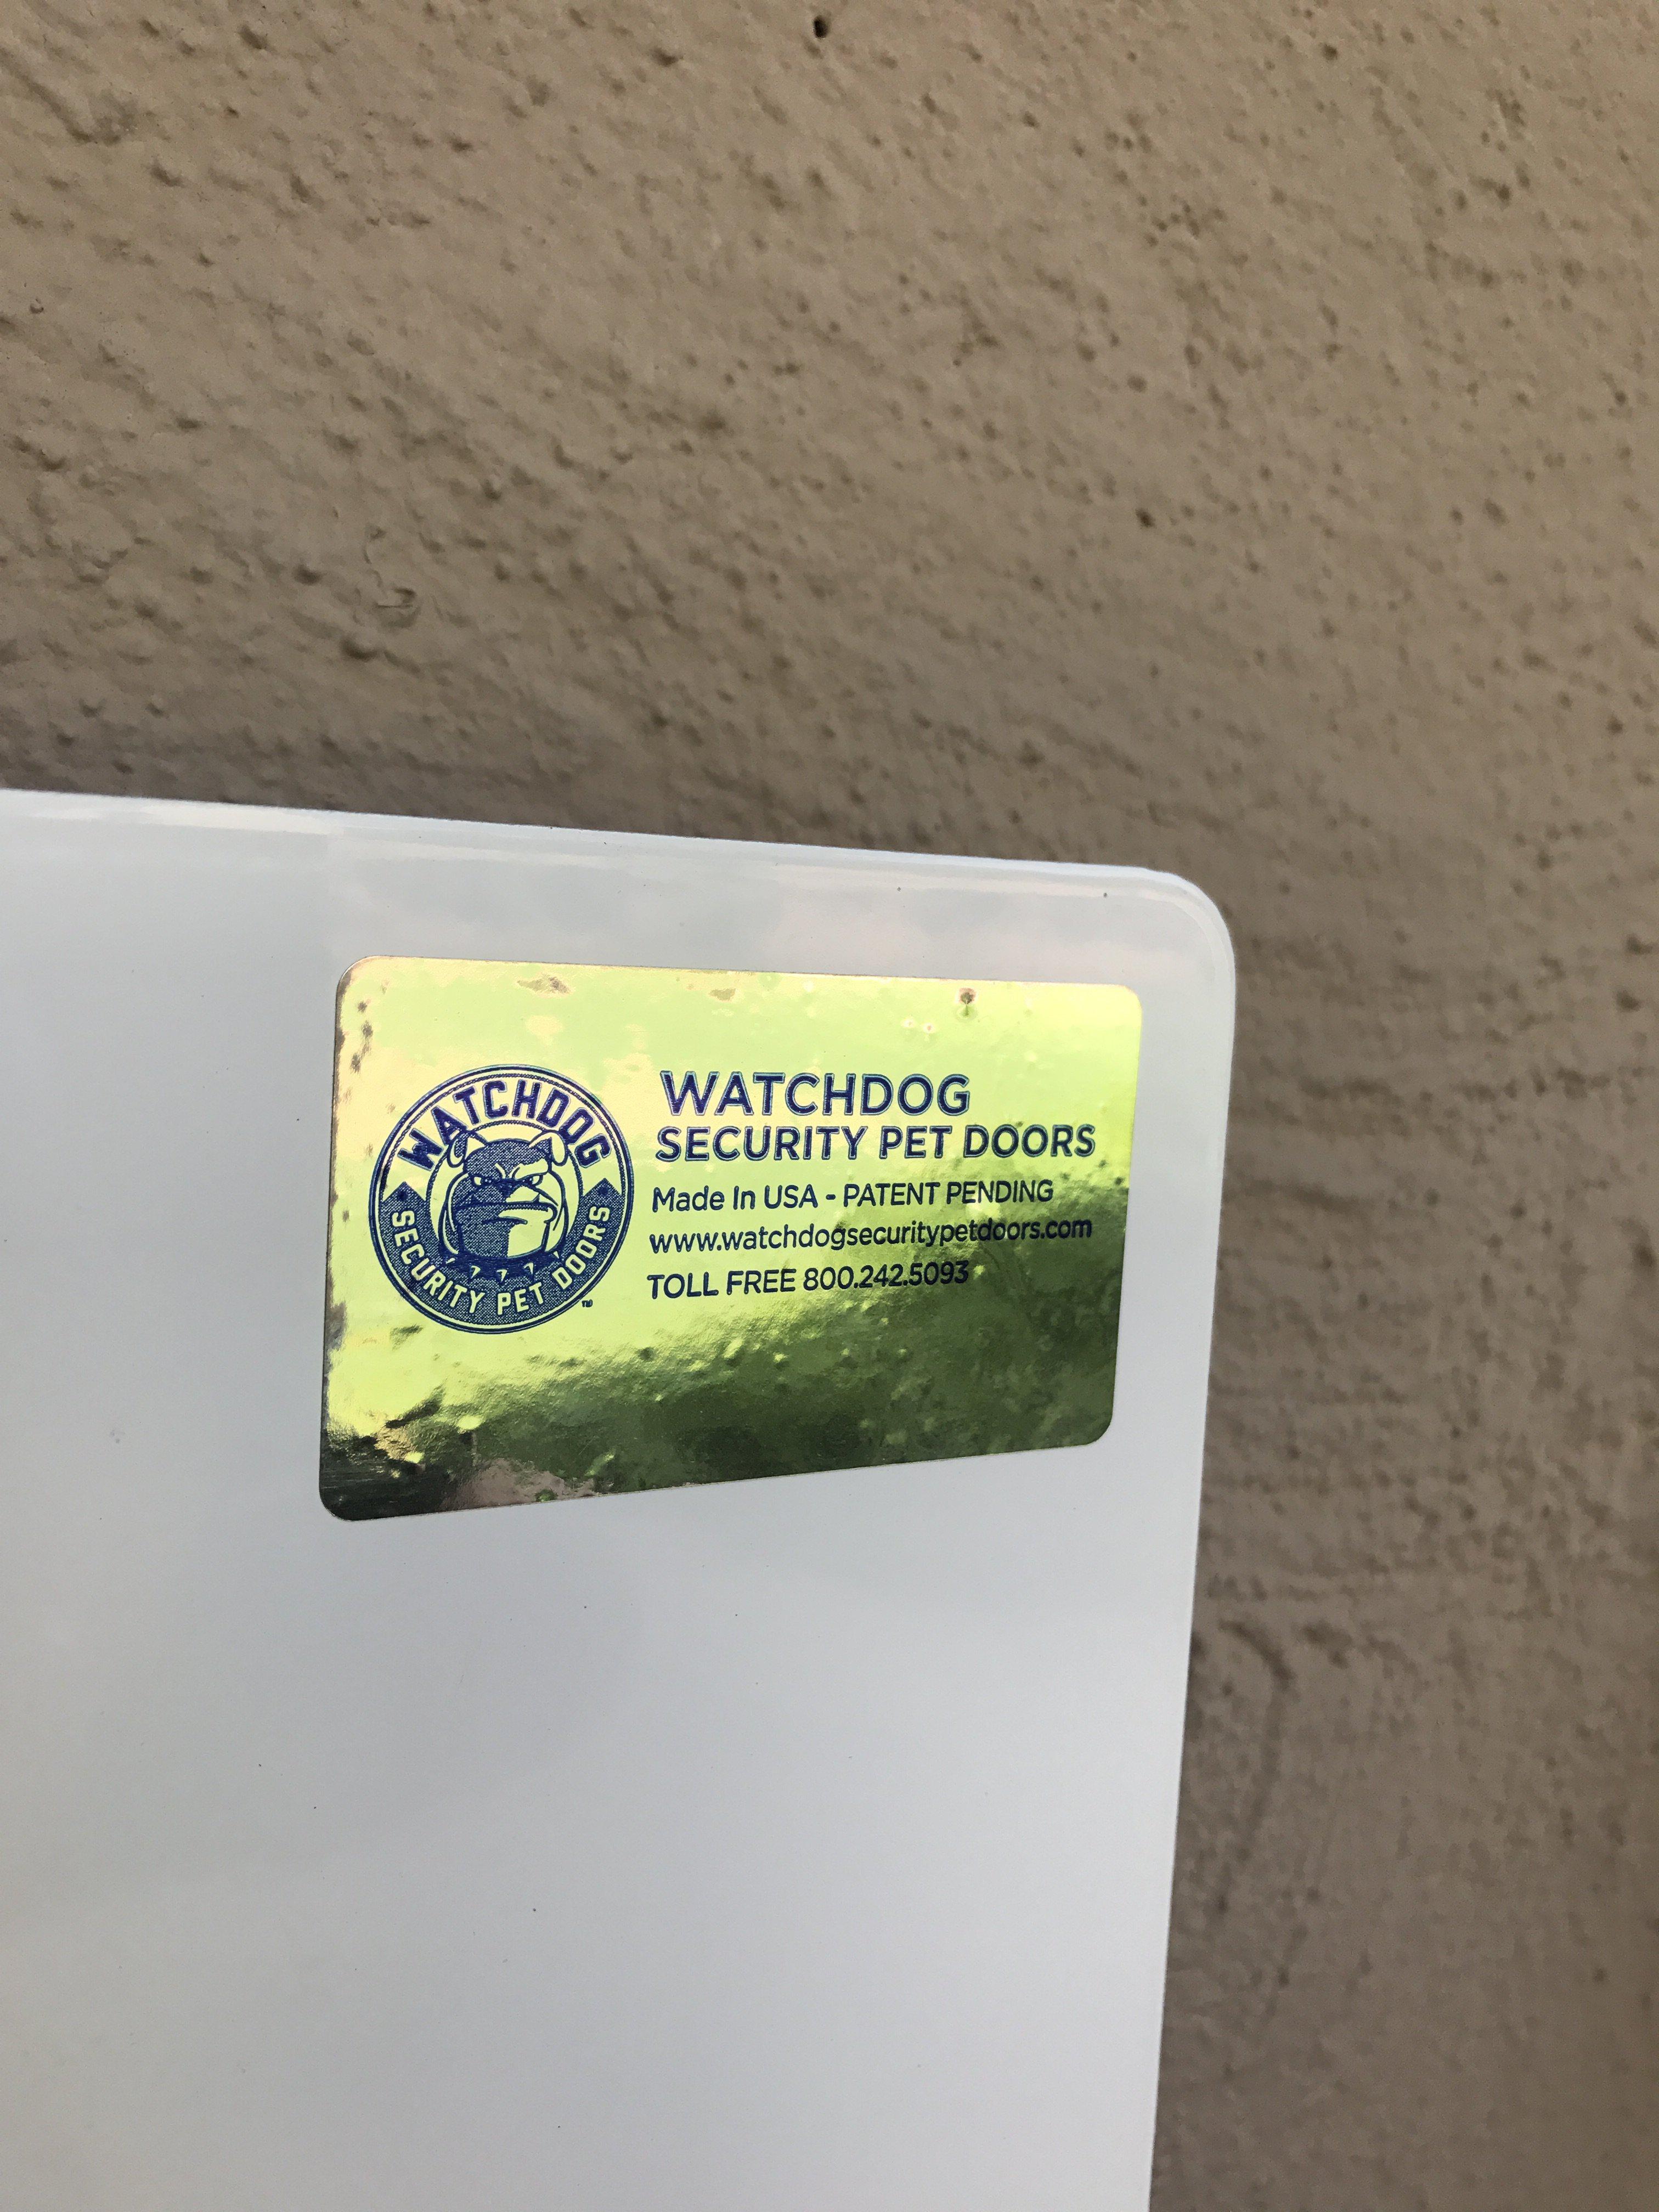 WATCHDOG
SECURITY PET DOORS
TM
WATCHDOG
SECURITY PET DOORS
Made In USA - PATENT PENDING
www.watchdogsecuritypetdoors.com
TOLL FREE 800.242.5093